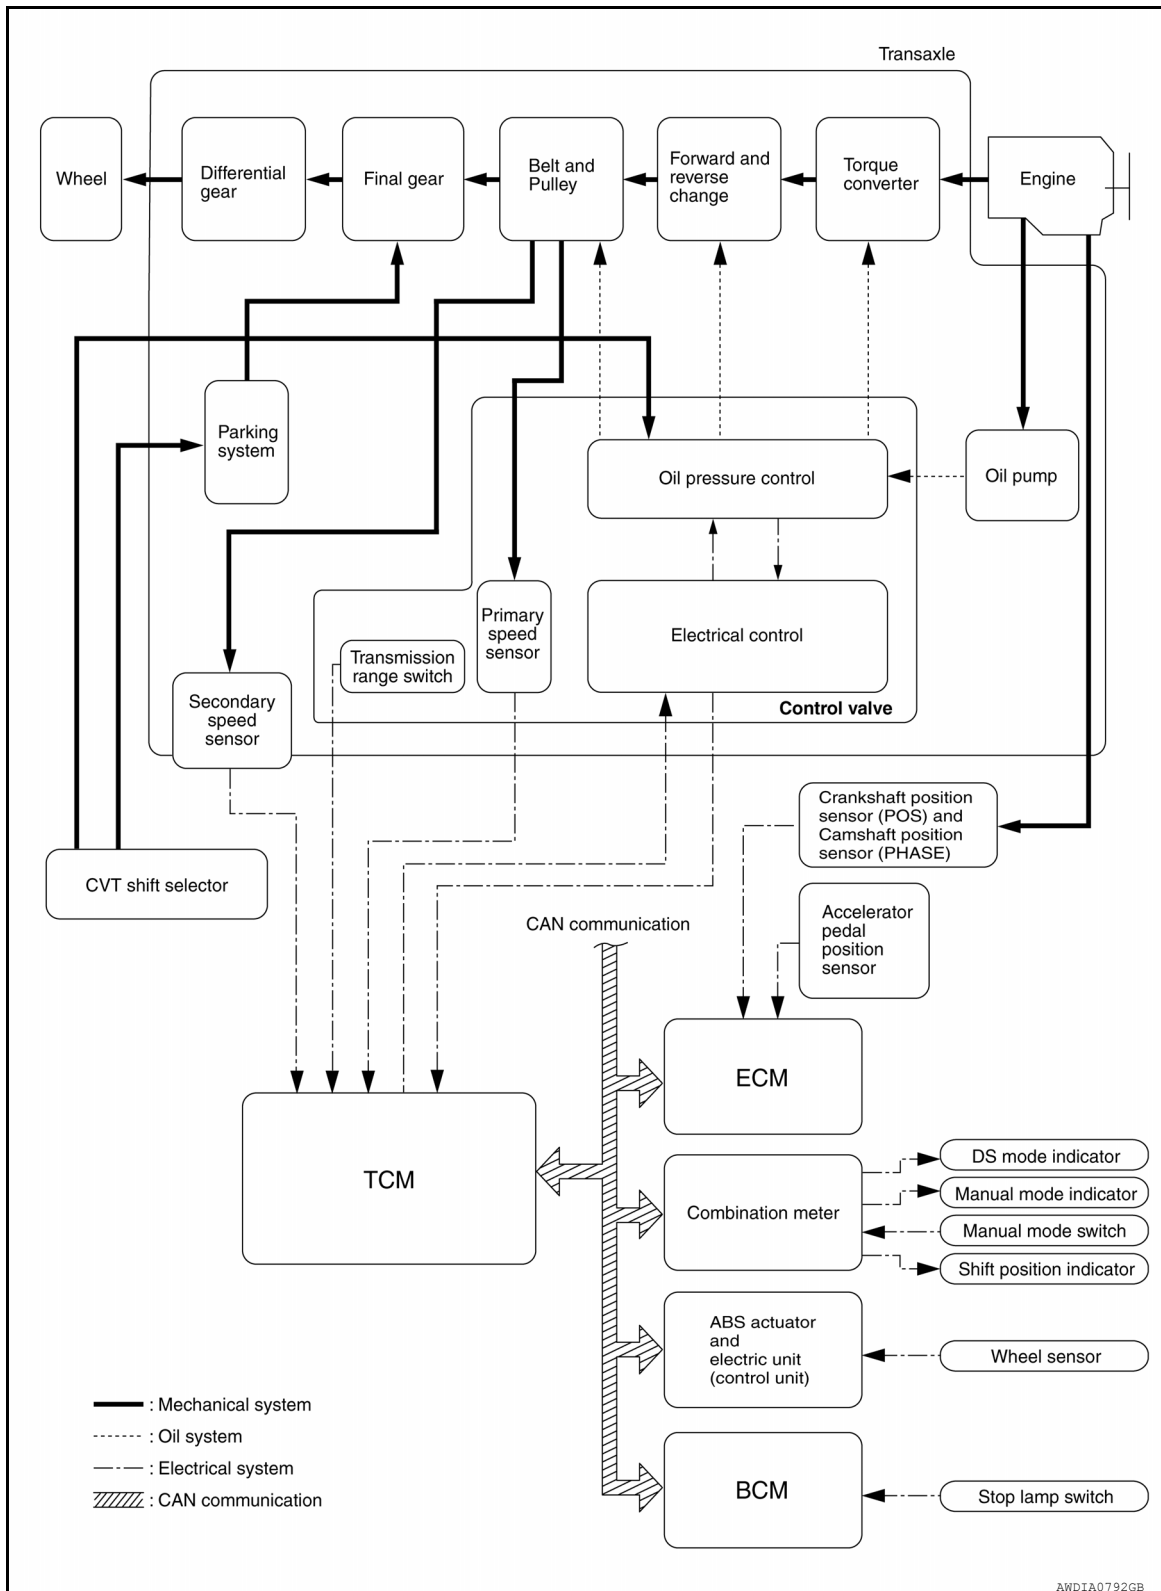 Transaxle
Wheel
Differential
gear
Final gear
Belt and
Pulley
Forward and
reverse
change
Torque
converter
Engine
Parking
system
Oil pressure control
Oil pump
Primary
speed
sensor
Electrical control
Transmission
range switch
Control valve
Secondary
speed
sensor
Crankshaft position
sensor (POS) and
Camshaft position
sensor (PHASE)
CVT shift selector
Accelerator
pedal
position
sensor
CAN communication
ECM
TCM
Combination meter
DS mode indicator
Manual mode indicator
Manual mode switch
Shift position indicator
ABS actuator
and
electric unit
(control unit)
Wheel sensor
BCM
Stop lamp switch
: Mechanical system
: Oil system
: Electrical system
: CAN communication
AWDIA0792GB